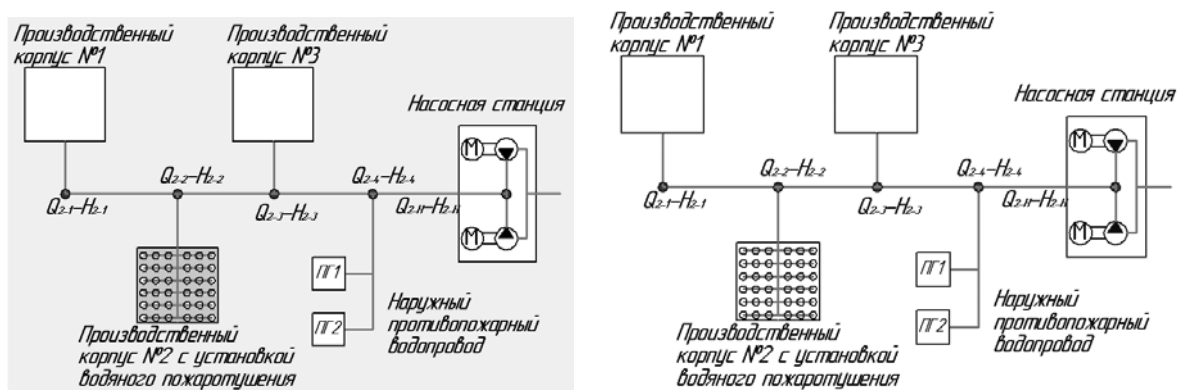 Производственный
корпус №1
Производственный
корпус №3
Насосная станция
М
М
Q2-2-H2-2
Q2-4-H2-4
Q2-1-H2-1
Q2-3-H2-3
Q2-Н-H2-Н
ПГ1
ПГ2
Наружный
противопожарный
водопровод
Производственный
корпус №2 с установкой
водяного пожаротушения
Производственный
корпус №1
Производственный
корпус №3
Насосная станция
М
М
Q2-2-H2-2
Q2-4-H2-4
Q2-1-H2-1
Q2-3-H2-3
Q2-Н-H2-Н
ПГ1
ПГ2
Наружный
противопожарный
водопровод
Производственный
корпус №2 с установкой
водяного пожаротушения